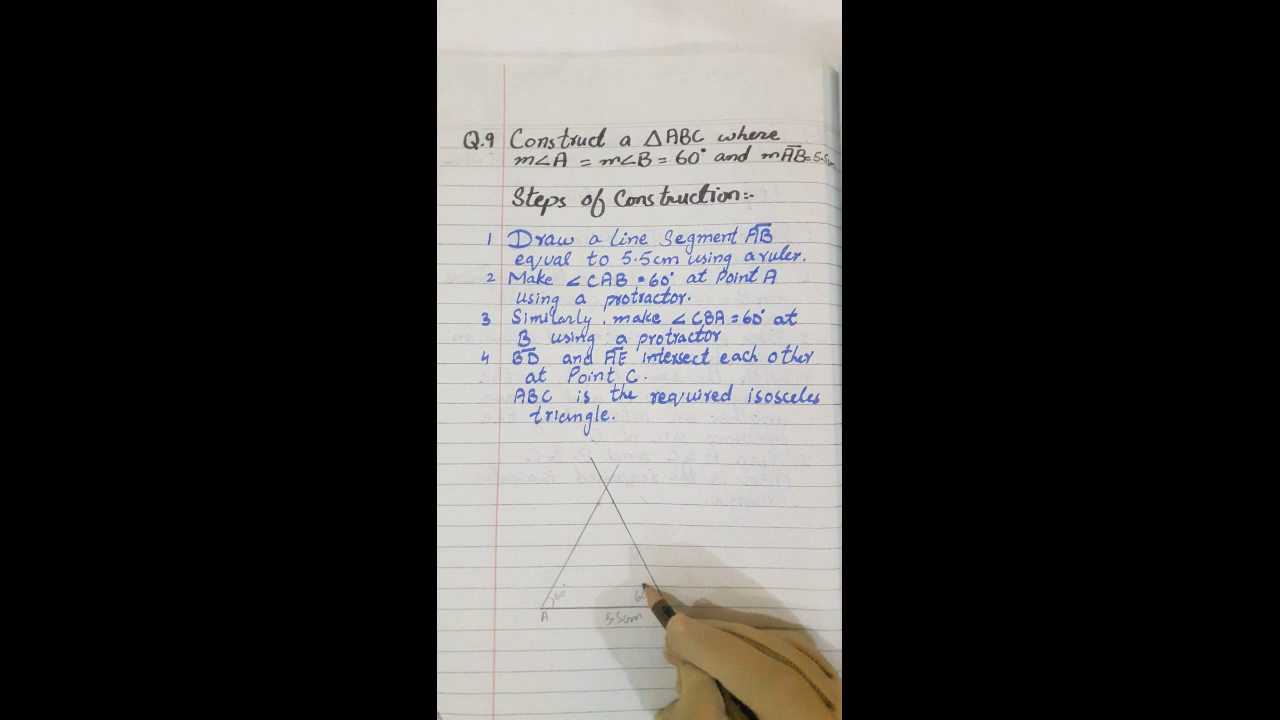 Q.9 Construct a △ABC where
m∠A = m∠B = 60° and mAB = 5.5cm
Steps of Construction:-
1 Draw a line Segment AB
equal to 5.5cm using a ruler.
2 Make ∠CAB = 60° at Point A
using a protractor.
3 Similarly, make ∠CBA = 60° at
B using a protractor
4 BD and AE intersect each other
at Point C.
ABC is the required isosceles
triangle.
60°
A
5.5cm